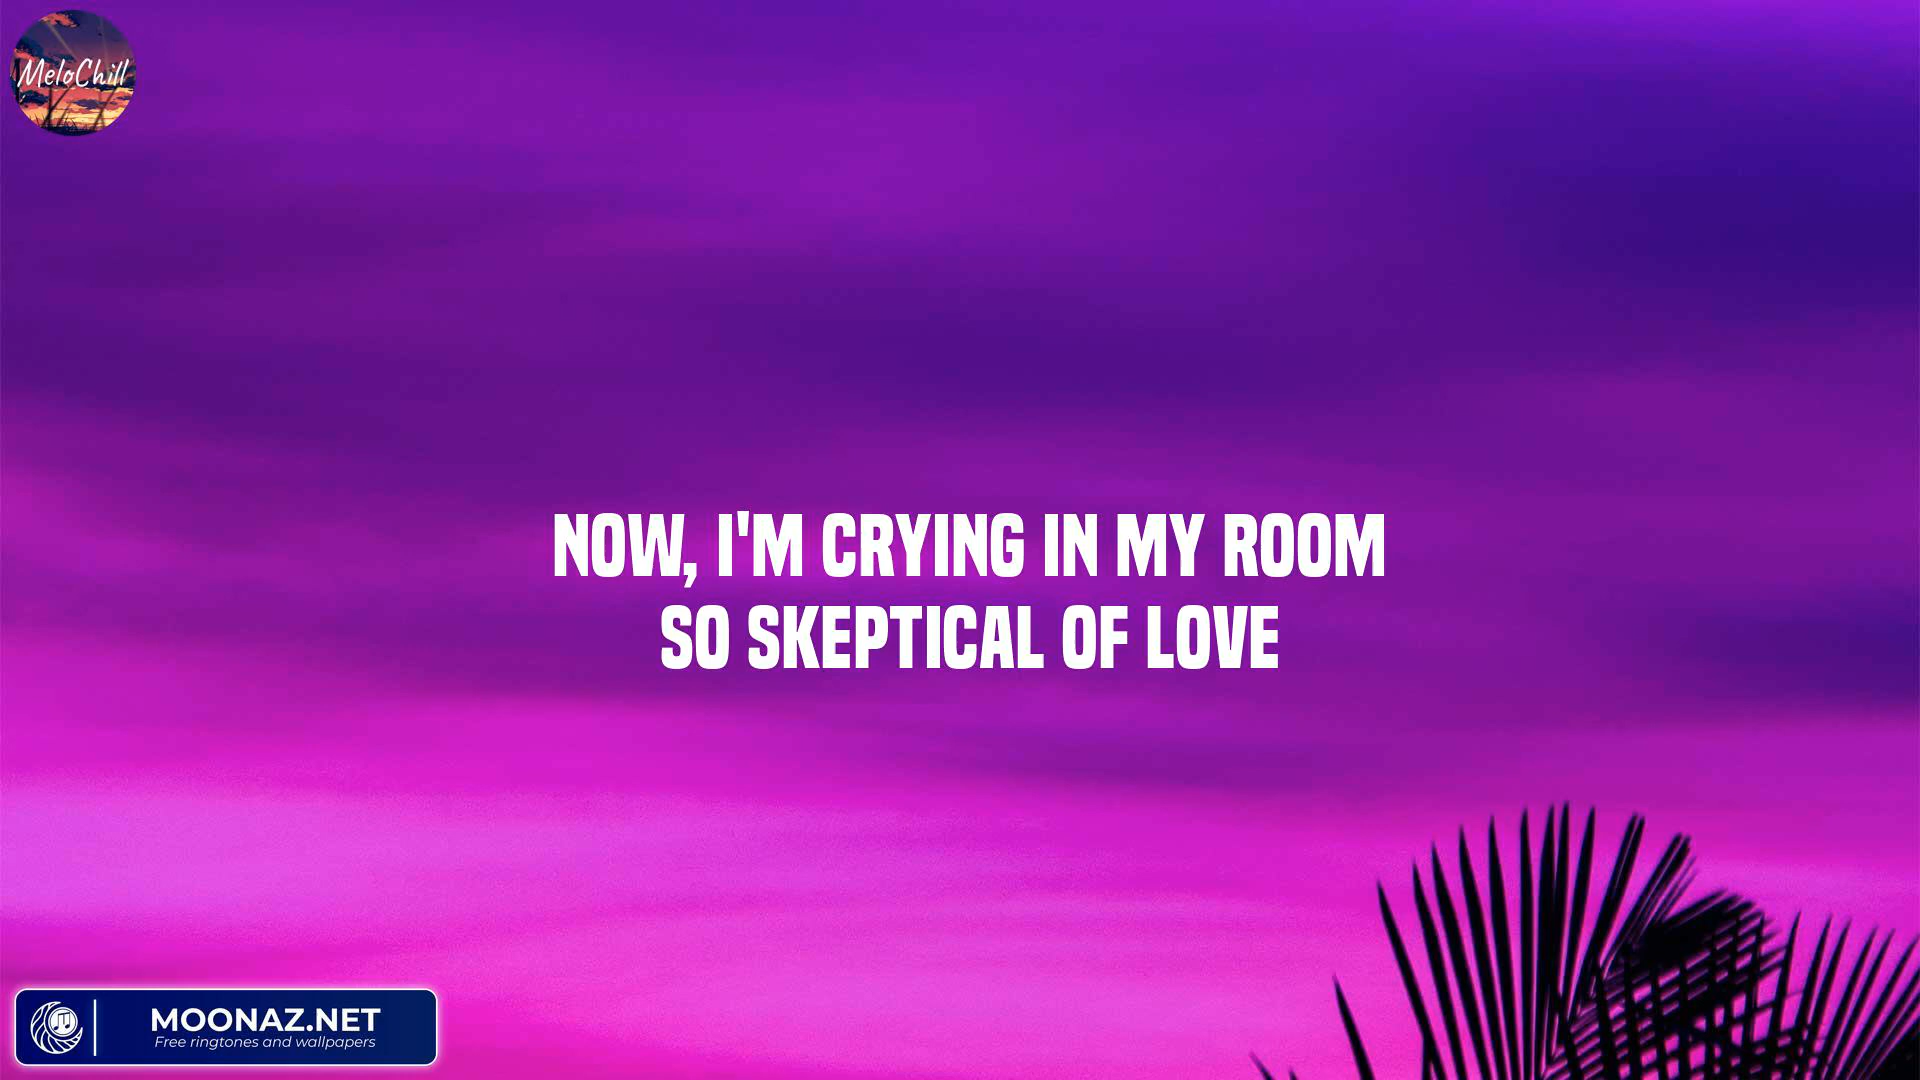 MeloChill
NOW, I'M CRYING IN MY ROOM
SO SKEPTICAL OF LOVE
MOONAZ.NET
Free ringtones and wallpapers